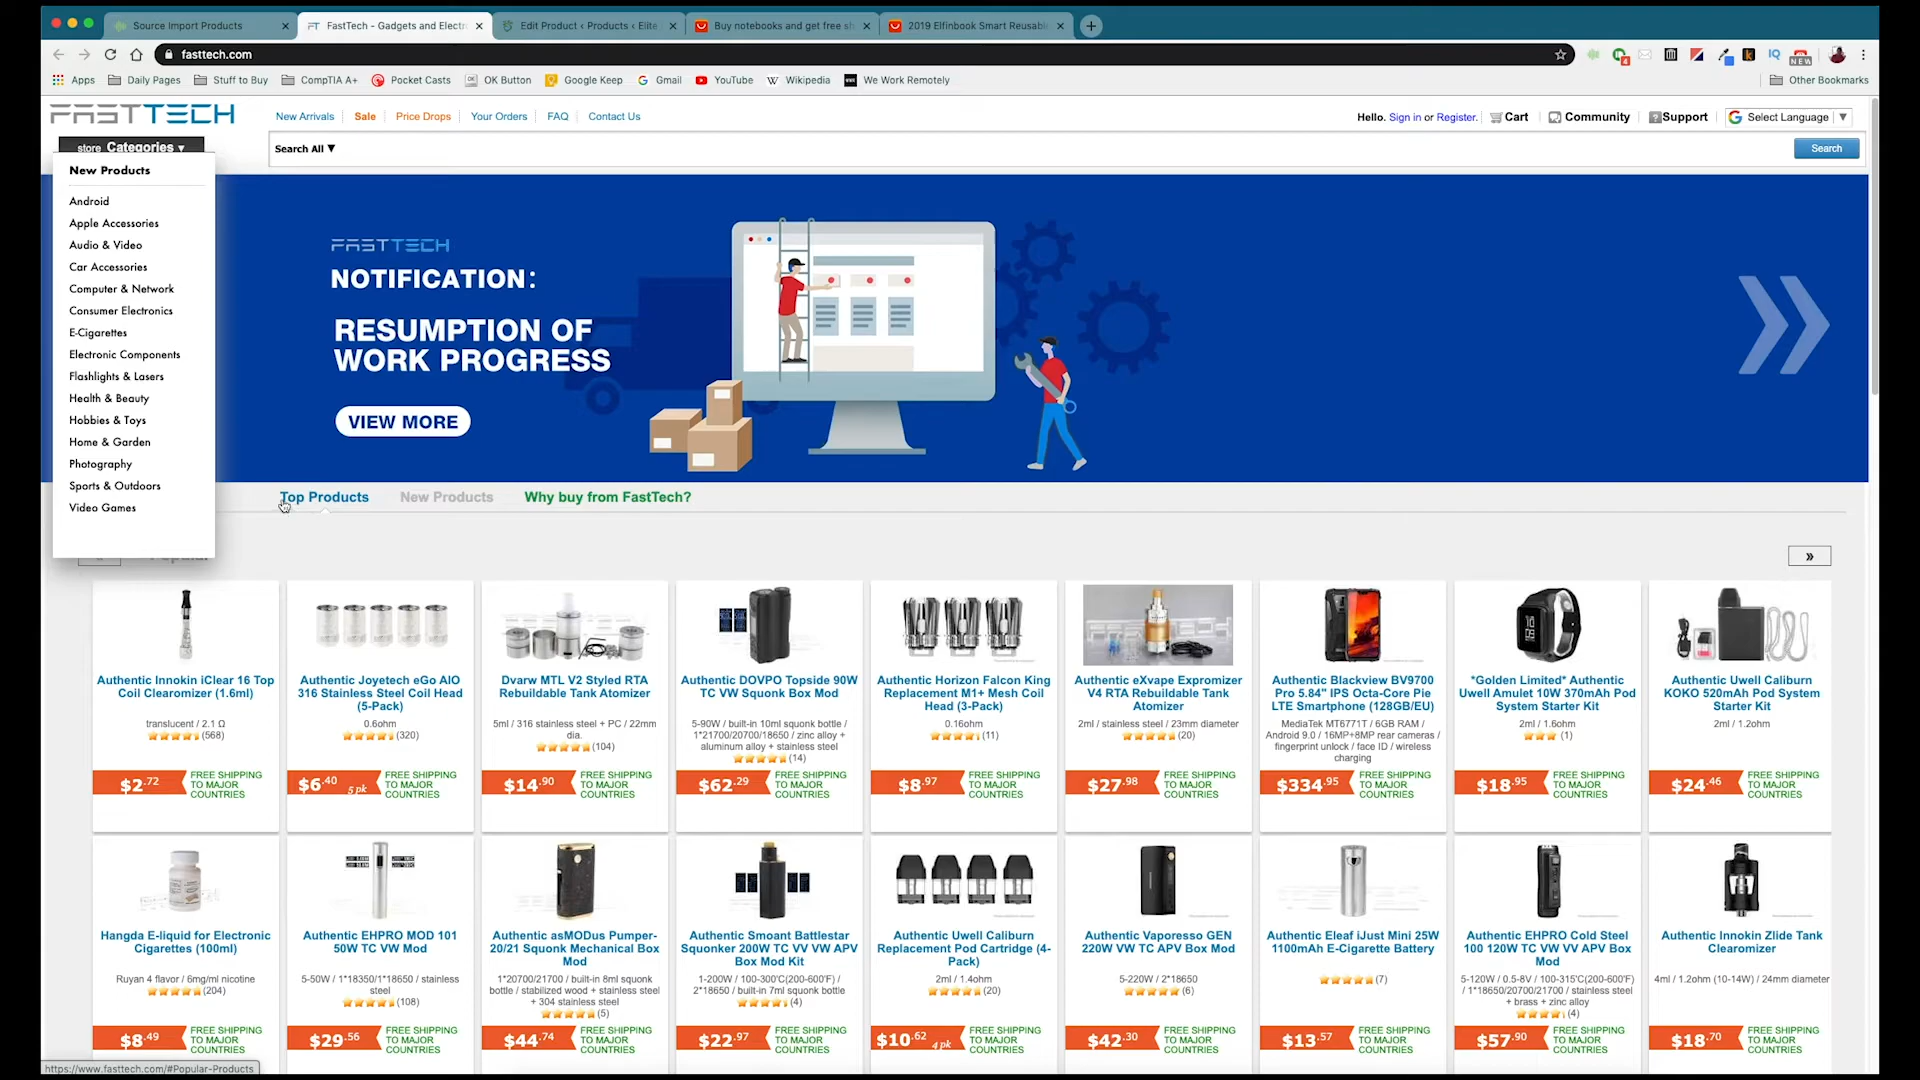 Source Import Products
FastTech - Gadgets and Electr
Edit Product ‹ Products ‹ Elite
Buy notebooks and get free sh
2019 Elfinbook Smart Reusabl
fasttech.com
Apps
Daily Pages
Stuff to Buy
CompTIA A+
Pocket Casts
OK Button
Google Keep
Gmail
YouTube
Wikipedia
We Work Remotely
Other Bookmarks
FASTTECH
New Arrivals
Sale
Price Drops
Your Orders
FAQ
Contact Us
Hello. Sign in or Register.
Cart
Community
Support
Select Language ▼
store Categories ▼
Search All ▼
Search
New Products
Android
Apple Accessories
Audio & Video
Car Accessories
Computer & Network
Consumer Electronics
E-Cigarettes
Electronic Components
Flashlights & Lasers
Health & Beauty
Hobbies & Toys
Home & Garden
Photography
Sports & Outdoors
Video Games
FASTTECH
NOTIFICATION:
RESUMPTION OF
WORK PROGRESS
VIEW MORE
Top Products
New Products
Why buy from FastTech?
»
Authentic Innokin iClear 16 Top
Coil Clearomizer (1.6ml)
translucent / 2.1 Ω
(568)
$2.72
FREE SHIPPING
TO MAJOR
COUNTRIES
Authentic Joyetech eGo AIO
316 Stainless Steel Coil Head
(5-Pack)
0.6ohm
(320)
$6.40 5 pk
FREE SHIPPING
TO MAJOR
COUNTRIES
Dvarw MTL V2 Styled RTA
Rebuildable Tank Atomizer
5ml / 316 stainless steel + PC / 22mm
dia.
(104)
$14.90
FREE SHIPPING
TO MAJOR
COUNTRIES
Authentic DOVPO Topside 90W
TC VW Squonk Box Mod
5-90W / built-in 10ml squonk bottle /
1*21700/20700/18650 / zinc alloy +
aluminum alloy + stainless steel
(14)
$62.29
FREE SHIPPING
TO MAJOR
COUNTRIES
Authentic Horizon Falcon King
Replacement M1+ Mesh Coil
Head (3-Pack)
0.16ohm
(11)
$8.97
FREE SHIPPING
TO MAJOR
COUNTRIES
Authentic eXvape Expromizer
V4 RTA Rebuildable Tank
Atomizer
2ml / stainless steel / 23mm diameter
(20)
$27.98
FREE SHIPPING
TO MAJOR
COUNTRIES
Authentic Blackview BV9700
Pro 5.84" IPS Octa-Core Pie
LTE Smartphone (128GB/EU)
MediaTek MT6771T / 6GB RAM /
Android 9.0 / 16MP+8MP rear cameras /
fingerprint unlock / face ID / wireless
charging
$334.95
FREE SHIPPING
TO MAJOR
COUNTRIES
*Golden Limited* Authentic
Uwell Amulet 10W 370mAh Pod
System Starter Kit
2ml / 1.6ohm
(1)
$18.95
FREE SHIPPING
TO MAJOR
COUNTRIES
Authentic Uwell Caliburn
KOKO 520mAh Pod System
Starter Kit
2ml / 1.2ohm
$24.46
FREE SHIPPING
TO MAJOR
COUNTRIES
Hangda E-liquid for Electronic
Cigarettes (100ml)
Ruyan 4 flavor / 6mg/ml nicotine
(204)
$8.49
FREE SHIPPING
TO MAJOR
COUNTRIES
Authentic EHPRO MOD 101
50W TC VW Mod
5-50W / 1*18350/1*18650 / stainless
steel
(108)
$29.56
FREE SHIPPING
TO MAJOR
COUNTRIES
Authentic asMODus Pumper-
20/21 Squonk Mechanical Box
Mod
1*20700/21700 / built-in 8ml squonk
bottle / stabilized wood + stainless steel
+ 304 stainless steel
(5)
$44.74
FREE SHIPPING
TO MAJOR
COUNTRIES
Authentic Smoant Battlestar
Squonker 200W TC VV VW APV
Box Mod Kit
1-200W / 100-300'C(200-600'F) /
2*18650 / built-in 7ml squonk bottle
(4)
$22.97
FREE SHIPPING
TO MAJOR
COUNTRIES
Authentic Uwell Caliburn
Replacement Pod Cartridge (4-
Pack)
2ml / 1.4ohm
(20)
$10.62 4 pk
FREE SHIPPING
TO MAJOR
COUNTRIES
Authentic Vaporesso GEN
220W VW TC APV Box Mod
5-220W / 2*18650
(6)
$42.30
FREE SHIPPING
TO MAJOR
COUNTRIES
Authentic Eleaf iJust Mini 25W
1100mAh E-Cigarette Battery
(7)
$13.57
FREE SHIPPING
TO MAJOR
COUNTRIES
Authentic EHPRO Cold Steel
100 120W TC VW VV APV Box
Mod
5-120W / 0.5-8V / 100-315'C(200-600'F)
/ 1*18650/20700/21700 / stainless steel
+ brass + zinc alloy
(4)
$57.90
FREE SHIPPING
TO MAJOR
COUNTRIES
Authentic Innokin Zlide Tank
Clearomizer
4ml / 1.2ohm (10-14W) / 24mm diameter
$18.70
FREE SHIPPING
TO MAJOR
COUNTRIES
https://www.fasttech.com/#Popular-Products